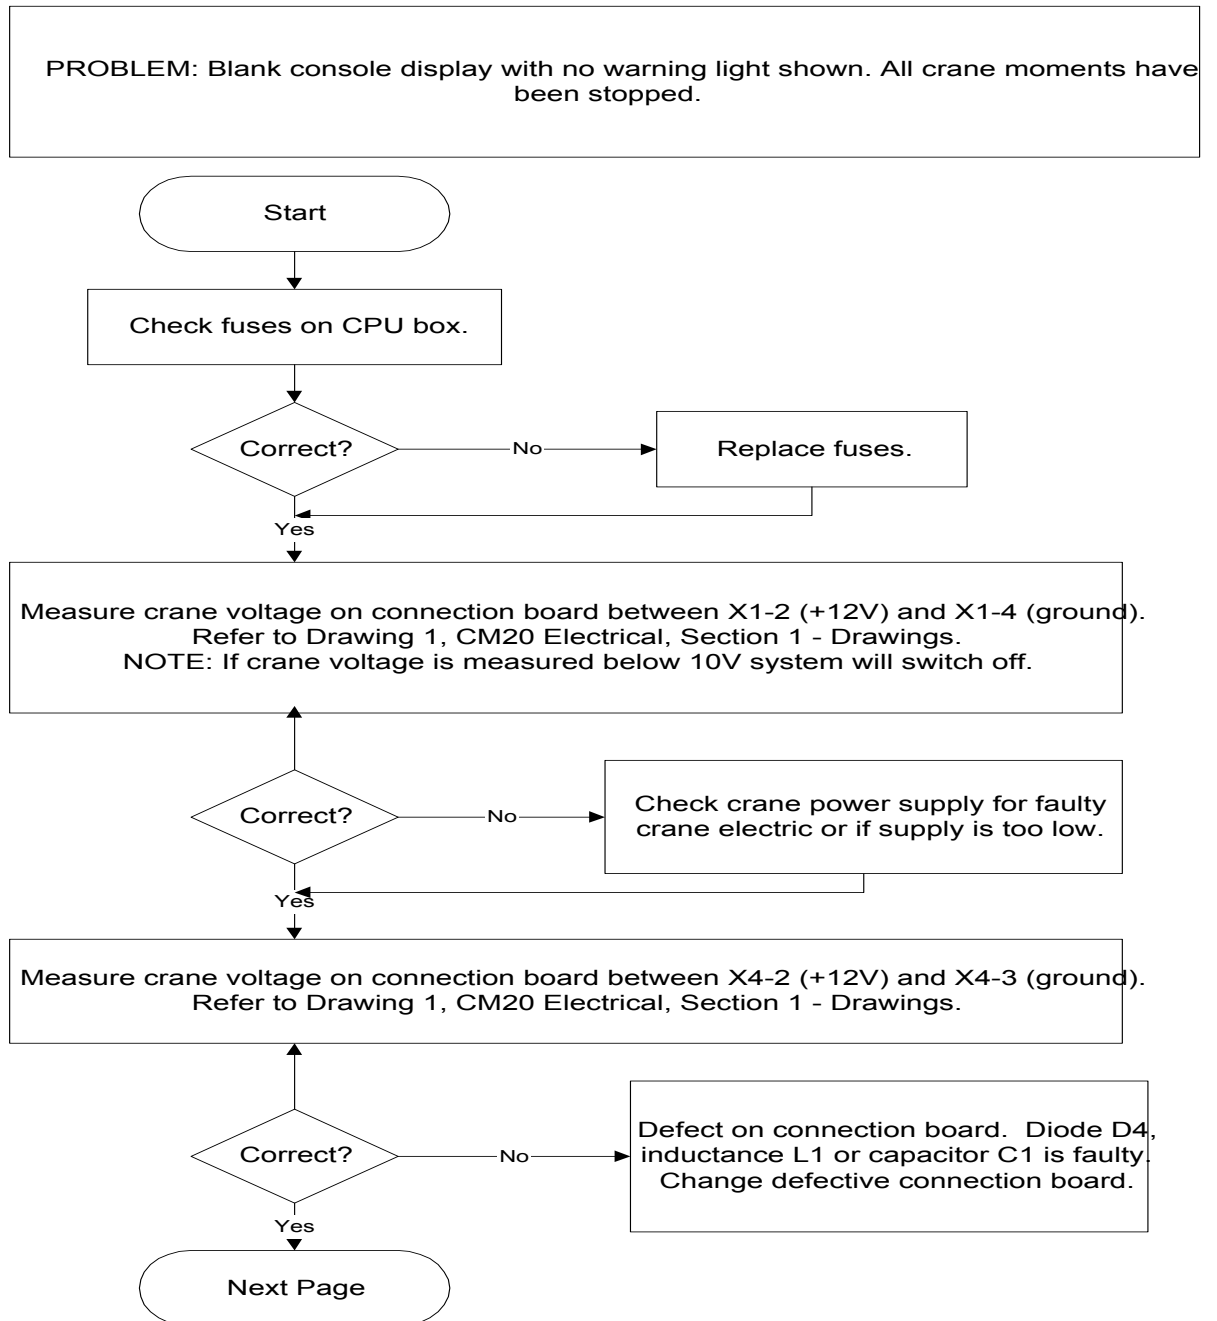 PROBLEM: Blank console display with no warning light shown. All crane moments have
been stopped.
Start
Check fuses on CPU box.
Correct?
No
Replace fuses.
Yes
Measure crane voltage on connection board between X1-2 (+12V) and X1-4 (ground).
Refer to Drawing 1, CM20 Electrical, Section 1 - Drawings.
NOTE: If crane voltage is measured below 10V system will switch off.
Correct?
No
Check crane power supply for faulty
crane electric or if supply is too low.
Yes
Measure crane voltage on connection board between X4-2 (+12V) and X4-3 (ground).
Refer to Drawing 1, CM20 Electrical, Section 1 - Drawings.
Correct?
No
Defect on connection board.  Diode D4,
inductance L1 or capacitor C1 is faulty.
Change defective connection board.
Yes
Next Page